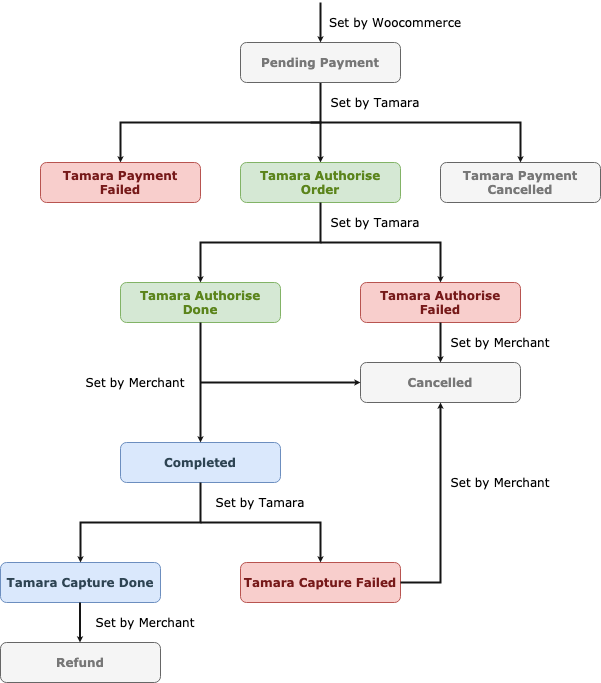 Set by Woocommerce
Pending Payment
Set by Tamara
Tamara Payment
Failed
Tamara Authorise
Order
Tamara Payment
Cancelled
Set by Tamara
Tamara Authorise
Done
Tamara Authorise
Failed
Set by Merchant
Set by Merchant
Cancelled
Completed
Set by Merchant
Set by Tamara
Tamara Capture Done
Tamara Capture Failed
Set by Merchant
Refund